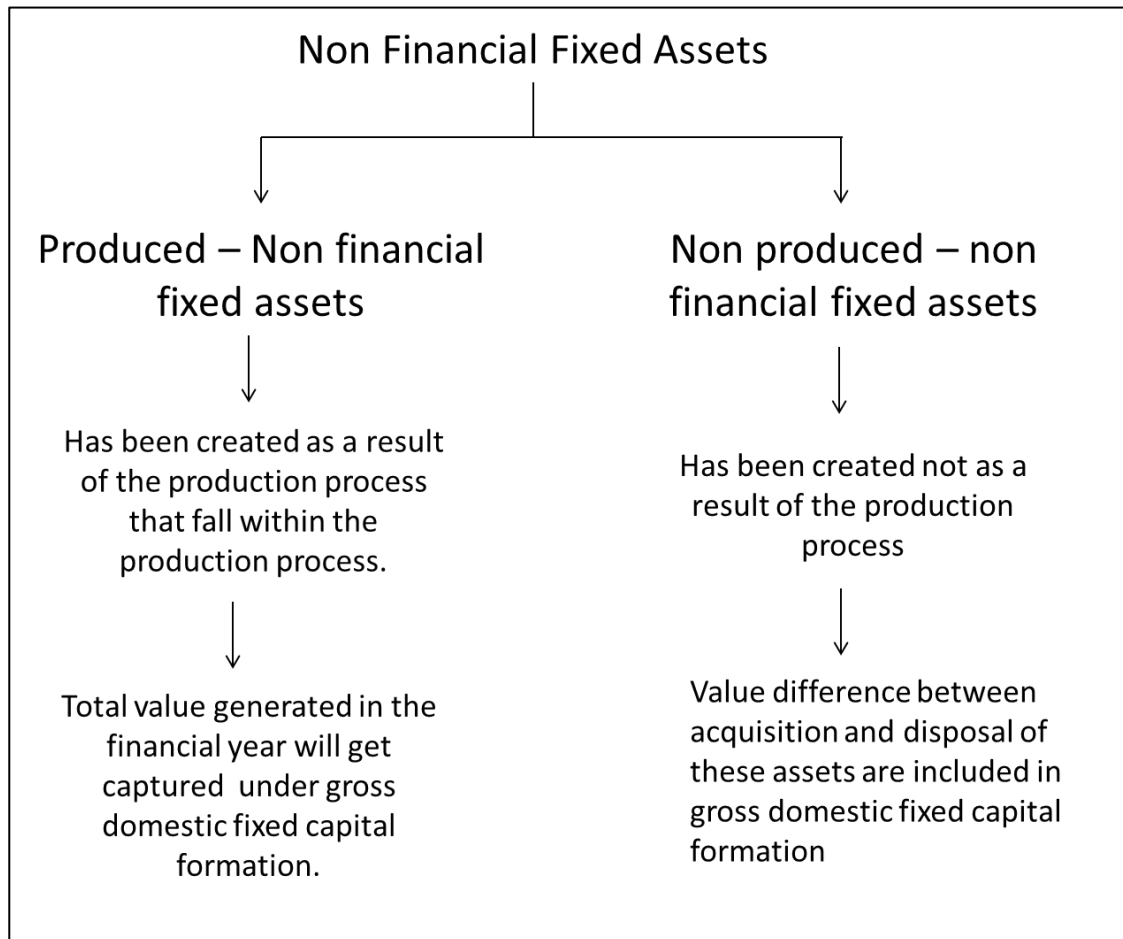 Non Financial Fixed Assets
Produced – Non financial
fixed assets
Has been created as a result
of the production process
that fall within the
production process.
Total value generated in the
financial year will get
captured  under gross
domestic fixed capital
formation.
Non produced – non
financial fixed assets
Has been created not as a
result of the production
process
Value difference between
acquisition and disposal of
these assets are included in
gross domestic fixed capital
formation